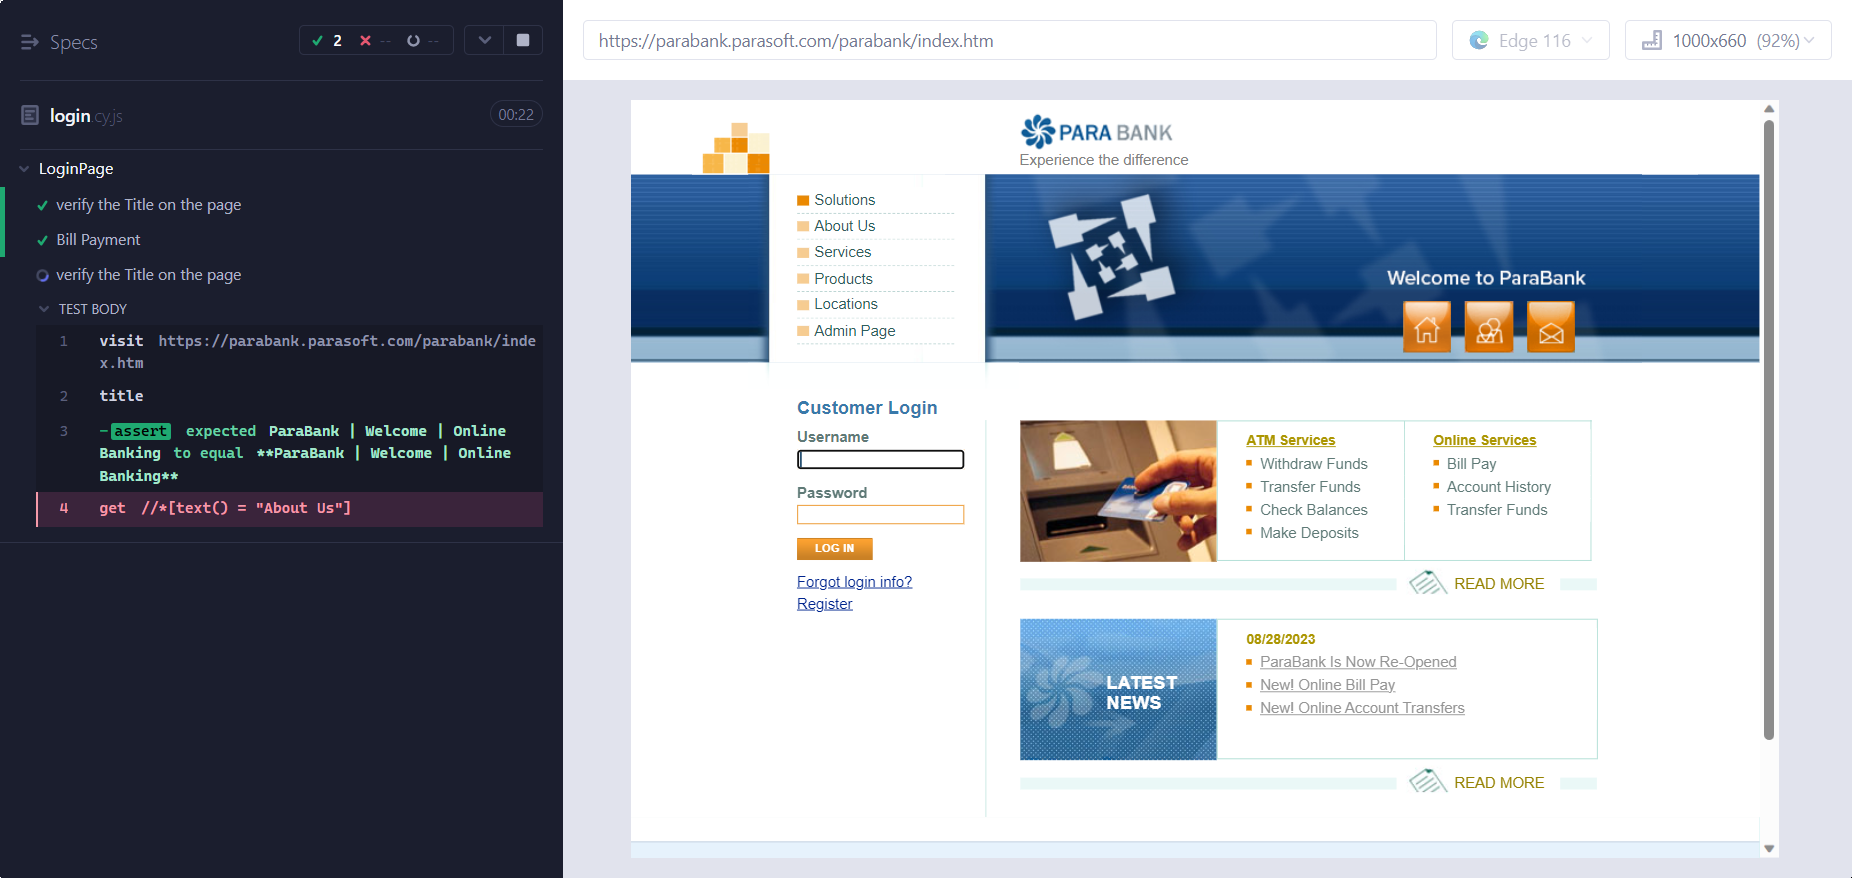 Specs
2
--
--
login.cy.js
00:22
LoginPage
verify the Title on the page
Bill Payment
verify the Title on the page
TEST BODY
1 visit https://parabank.parasoft.com/parabank/inde
x.htm
2 title
3 -assert expected ParaBank | Welcome | Online
Banking to equal **ParaBank | Welcome | Online
Banking**
4 get //*[text() = "About Us"]
https://parabank.parasoft.com/parabank/index.htm
Edge 116
1000x660 (92%)
PARA BANK
Experience the difference
Solutions
About Us
Services
Products
Locations
Admin Page
Welcome to ParaBank
Customer Login
Username
Password
LOG IN
Forgot login info?
Register
ATM Services
Withdraw Funds
Transfer Funds
Check Balances
Make Deposits
Online Services
Bill Pay
Account History
Transfer Funds
READ MORE
LATEST
NEWS
08/28/2023
ParaBank Is Now Re-Opened
New! Online Bill Pay
New! Online Account Transfers
READ MORE